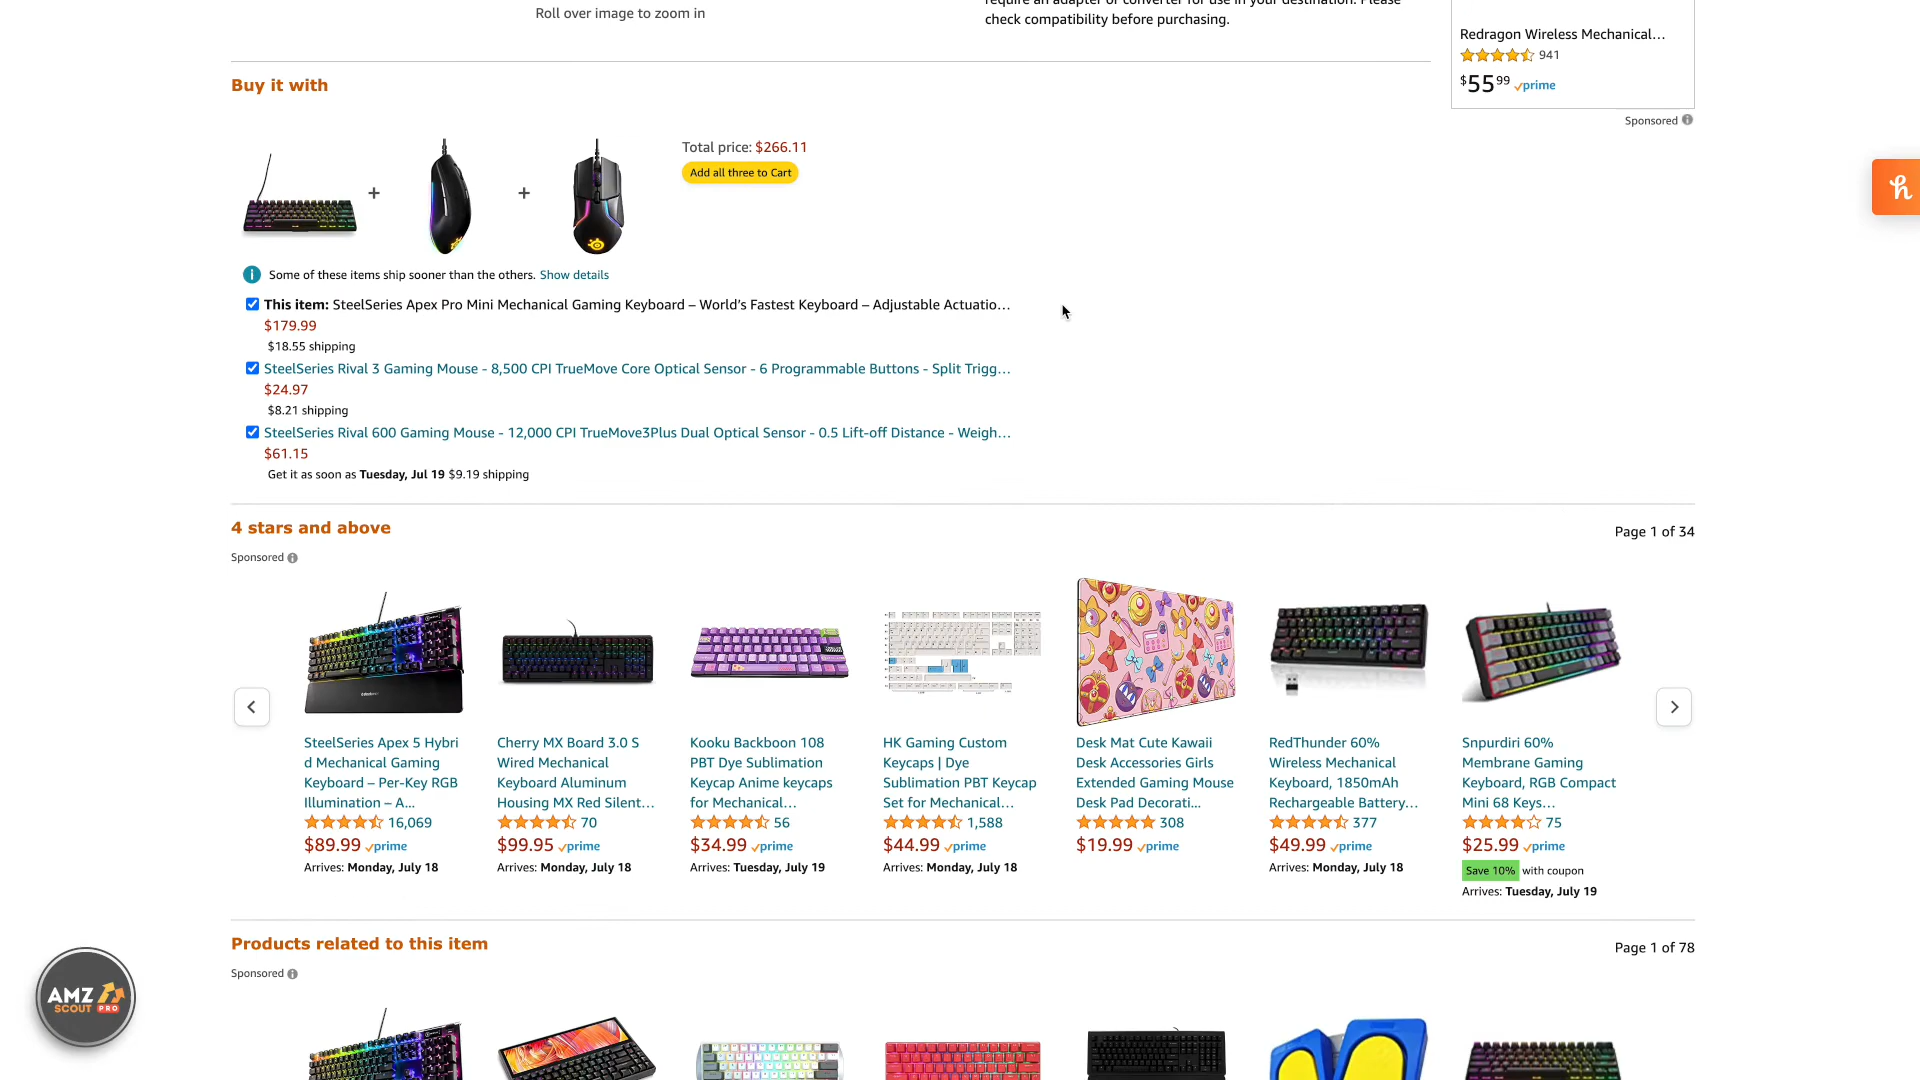 Roll over image to zoom in
check compatibility before purchasing.
Redragon Wireless Mechanical...
941
$55 99 prime
Sponsored
Buy it with
Total price: $266.11
Add all three to Cart
Some of these items ship sooner than the others. Show details
This item: SteelSeries Apex Pro Mini Mechanical Gaming Keyboard – World's Fastest Keyboard – Adjustable Actuatio...
$179.99
$18.55 shipping
SteelSeries Rival 3 Gaming Mouse - 8,500 CPI TrueMove Core Optical Sensor - 6 Programmable Buttons - Split Trigg...
$24.97
$8.21 shipping
SteelSeries Rival 600 Gaming Mouse - 12,000 CPI TrueMove3Plus Dual Optical Sensor - 0.5 Lift-off Distance - Weigh...
$61.15
Get it as soon as Tuesday, Jul 19 $9.19 shipping
4 stars and above
Page 1 of 34
Sponsored
SteelSeries Apex 5 Hybri
d Mechanical Gaming
Keyboard – Per-Key RGB
Illumination – A...
16,069
$89.99 prime
Arrives: Monday, July 18
Cherry MX Board 3.0 S
Wired Mechanical
Keyboard Aluminum
Housing MX Red Silent...
70
$99.95 prime
Arrives: Monday, July 18
Kooku Backboon 108
PBT Dye Sublimation
Keycap Anime keycaps
for Mechanical...
56
$34.99 prime
Arrives: Tuesday, July 19
HK Gaming Custom
Keycaps | Dye
Sublimation PBT Keycap
Set for Mechanical...
1,588
$44.99 prime
Arrives: Monday, July 18
Desk Mat Cute Kawaii
Desk Accessories Girls
Extended Gaming Mouse
Desk Pad Decorati...
308
$19.99 prime
RedThunder 60%
Wireless Mechanical
Keyboard, 1850mAh
Rechargeable Battery...
377
$49.99 prime
Arrives: Monday, July 18
Snpurdiri 60%
Membrane Gaming
Keyboard, RGB Compact
Mini 68 Keys...
75
$25.99 prime
Save 10% with coupon
Arrives: Tuesday, July 19
Products related to this item
Page 1 of 78
Sponsored
AMZ
SCOUT PRO